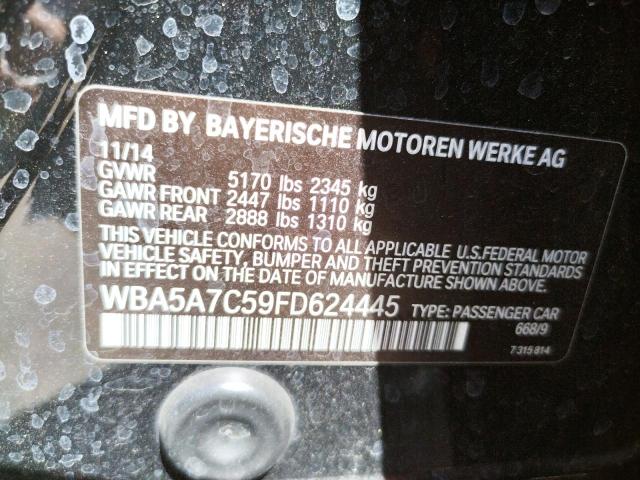 MFD BY BAYERISCHE MOTOREN WERKE AG
11/14
GVWR 5170 lbs 2345 kg
GAWR FRONT 2447 lbs 1110 kg
GAWR REAR 2888 lbs 1310 kg
THIS VEHICLE CONFORMS TO ALL APPLICABLE U.S.FEDERAL MOTOR
VEHICLE SAFETY, BUMPER AND THEFT PREVENTION STANDARDS IN
EFFECT ON THE DATE OF MANUFACTURE SHOWN ABOVE.
WBA5A7C59FD624445 TYPE: PASSENGER CAR
668/9
7 315 814